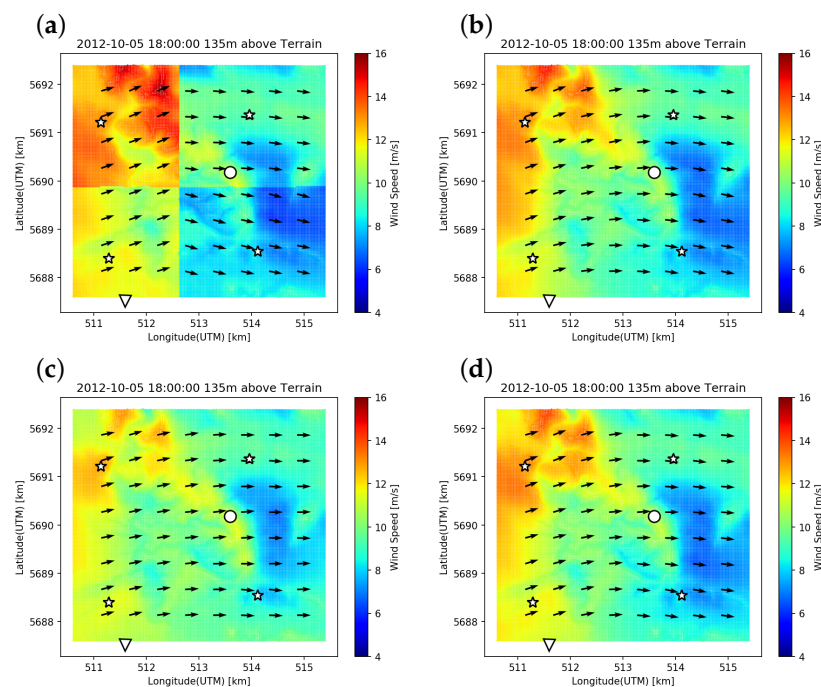 (a)
2012-10-05 18:00:00 135m above Terrain
5692
5691
5690
5689
5688
Latitude(UTM) [km]
511 512 513 514 515
Longitude(UTM) [km]
16
14
12
10
8
6
4
Wind Speed [m/s]
(b)
2012-10-05 18:00:00 135m above Terrain
5692
5691
5690
5689
5688
Latitude(UTM) [km]
511 512 513 514 515
Longitude(UTM) [km]
16
14
12
10
8
6
4
Wind Speed [m/s]
(c)
2012-10-05 18:00:00 135m above Terrain
5692
5691
5690
5689
5688
Latitude(UTM) [km]
511 512 513 514 515
Longitude(UTM) [km]
16
14
12
10
8
6
4
Wind Speed [m/s]
(d)
2012-10-05 18:00:00 135m above Terrain
5692
5691
5690
5689
5688
Latitude(UTM) [km]
511 512 513 514 515
Longitude(UTM) [km]
16
14
12
10
8
6
4
Wind Speed [m/s]